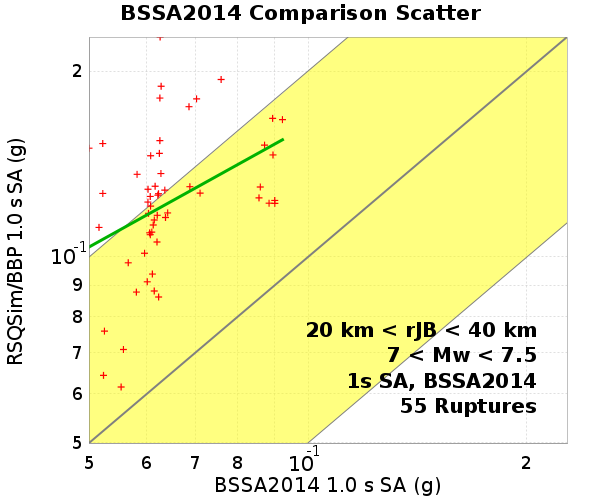 BSSA2014 Comparison Scatter
RSQSim/BBP 1.0 s SA (g)
2
10-1
9
8
7
6
5
20 km < rJB < 40 km
7 < Mw < 7.5
1s SA, BSSA2014
55 Ruptures
5 6 7 8 10-1 2
BSSA2014 1.0 s SA (g)